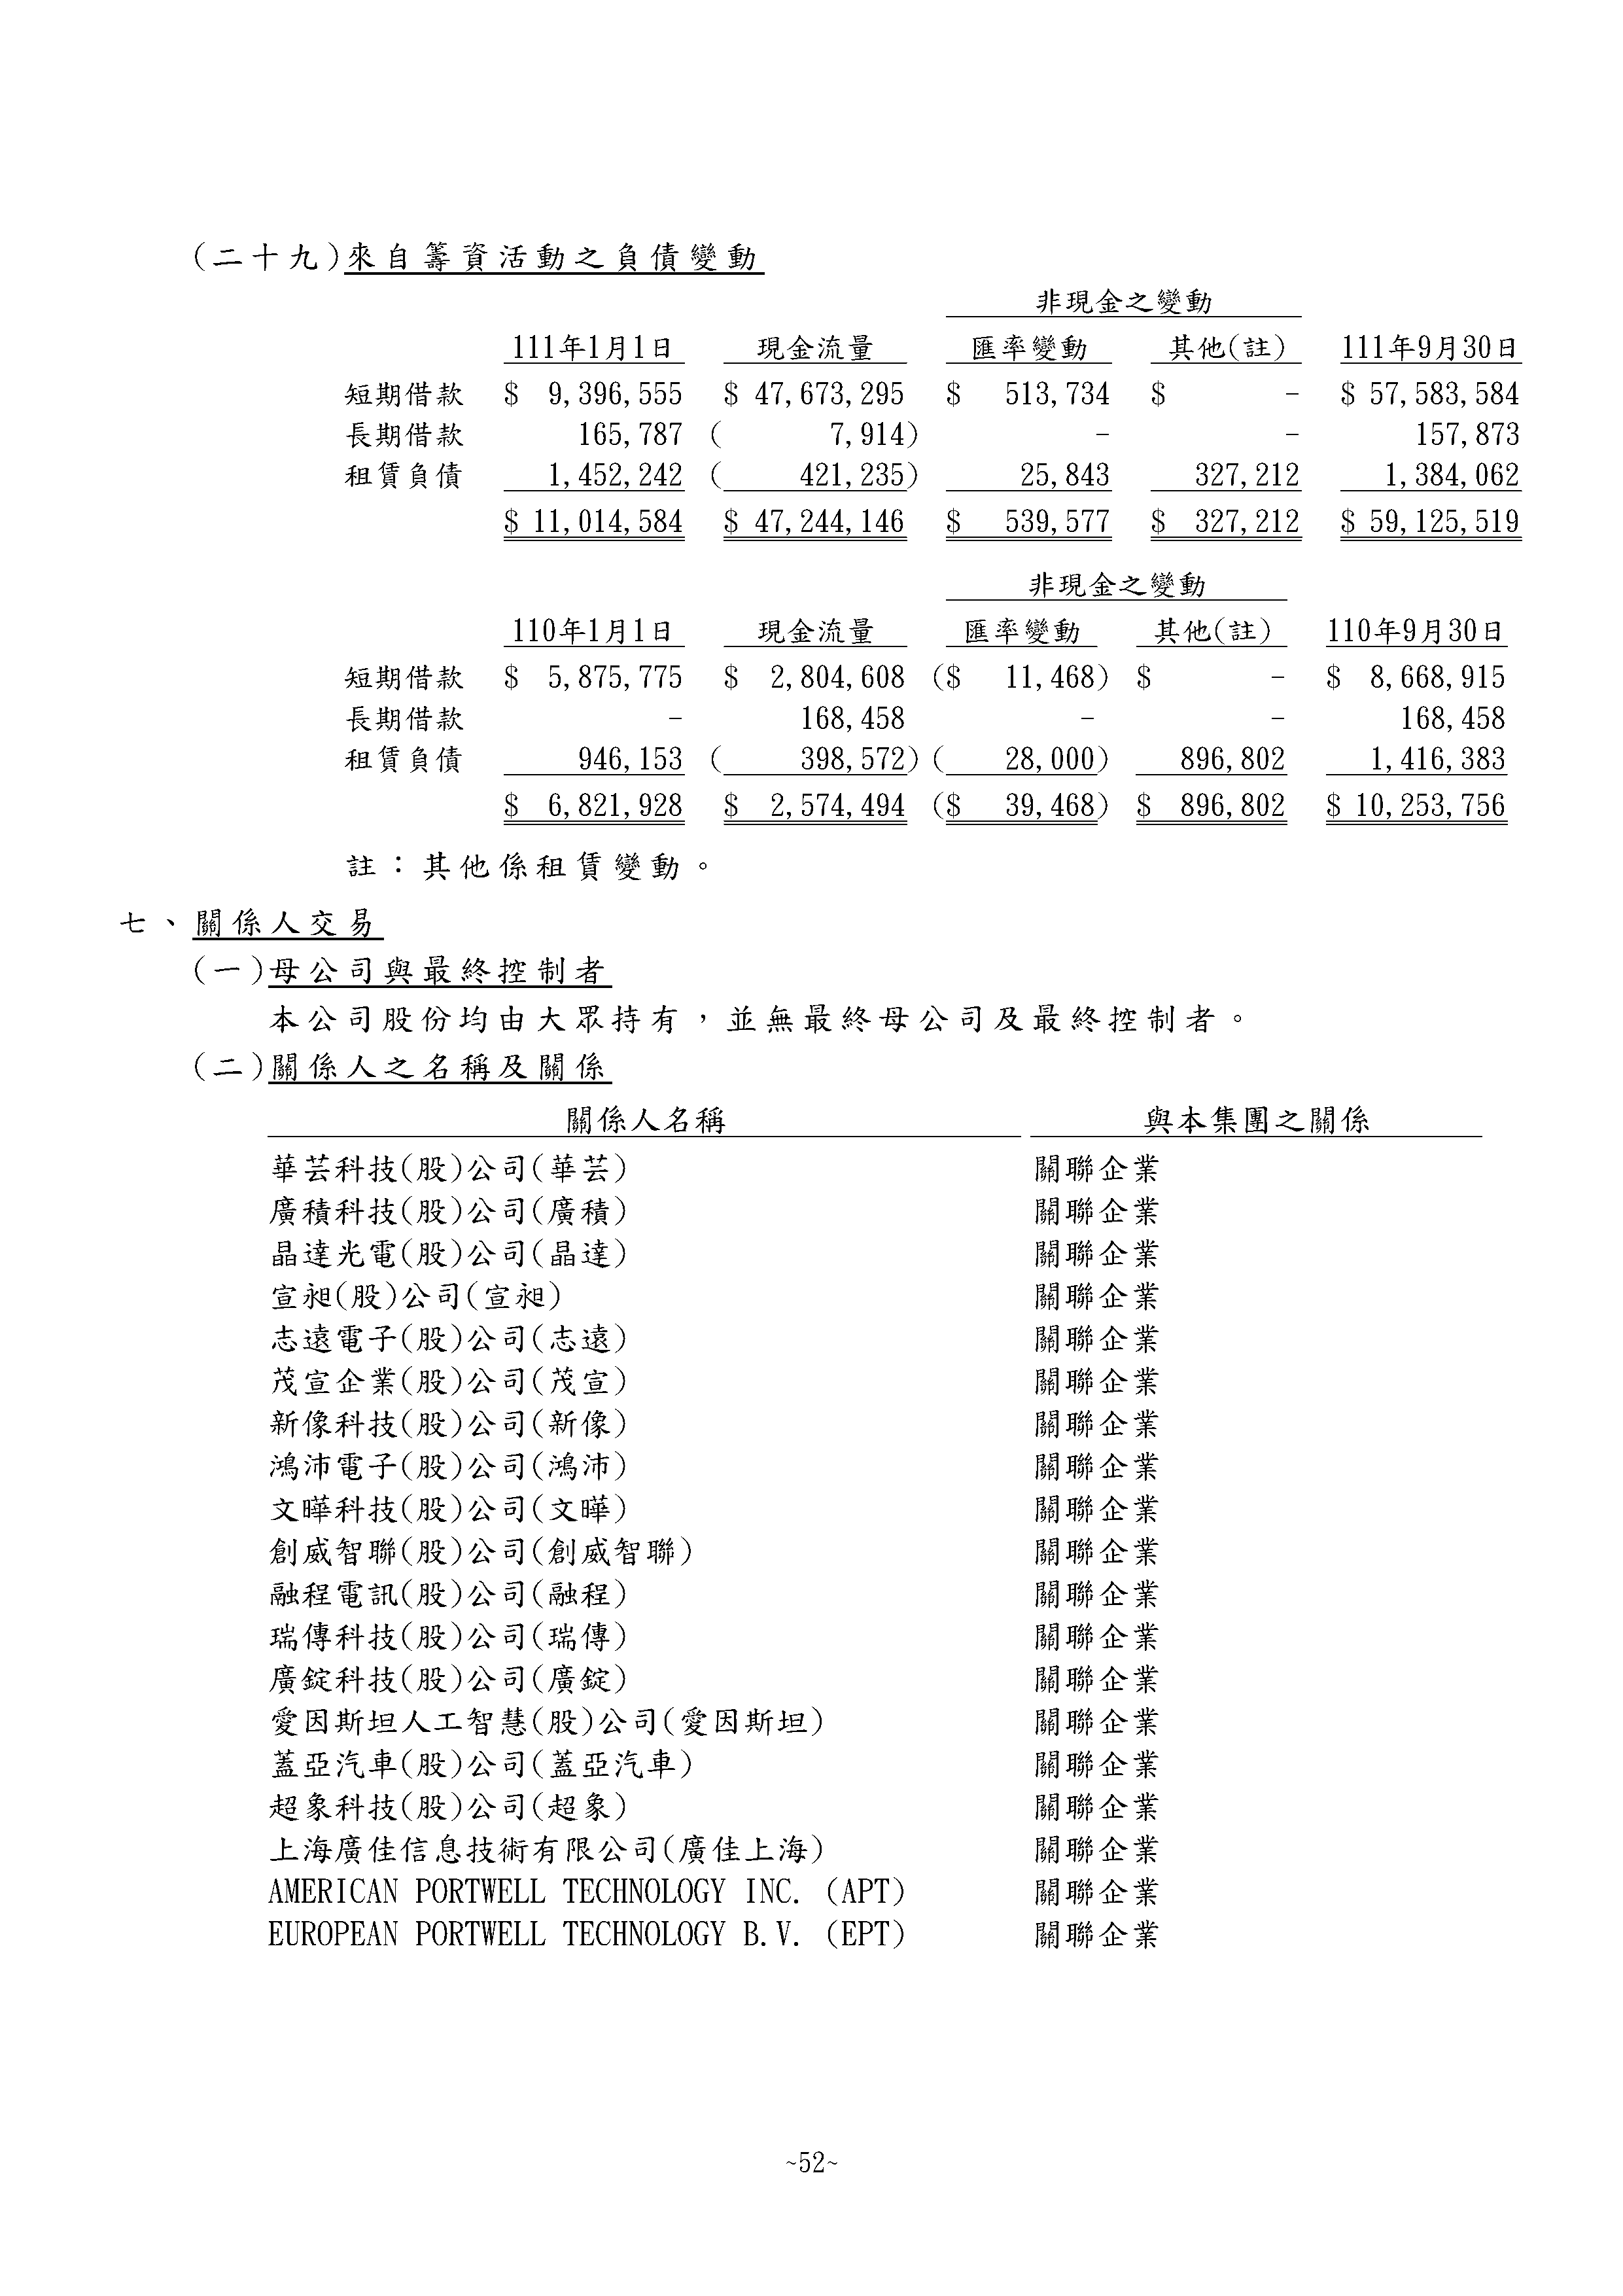 (二十九)來自籌資活動之負債變動
非現金之變動
111年1月1日 現金流量 匯率變動 其他(註) 111年9月30日
短期借款 $ 9,396,555 $ 47,673,295 $ 513,734 $ - $ 57,583,584
長期借款 165,787 ( 7,914) - - 157,873
租賃負債 1,452,242 ( 421,235) 25,843 327,212 1,384,062
$ 11,014,584 $ 47,244,146 $ 539,577 $ 327,212 $ 59,125,519
非現金之變動
110年1月1日 現金流量 匯率變動 其他(註) 110年9月30日
短期借款 $ 5,875,775 $ 2,804,608 ($ 11,468) $ - $ 8,668,915
長期借款 - 168,458 - - 168,458
租賃負債 946,153 ( 398,572) ( 28,000) 896,802 1,416,383
$ 6,821,928 $ 2,574,494 ($ 39,468) $ 896,802 $ 10,253,756
註：其他係租賃變動。
七、關係人交易
(一)母公司與最終控制者
本公司股份均由大眾持有，並無最終母公司及最終控制者。
(二)關係人之名稱及關係
關係人名稱 與本集團之關係
華芸科技(股)公司(華芸) 關聯企業
廣積科技(股)公司(廣積) 關聯企業
晶達光電(股)公司(晶達) 關聯企業
宣昶(股)公司(宣昶) 關聯企業
志遠電子(股)公司(志遠) 關聯企業
茂宣企業(股)公司(茂宣) 關聯企業
新像科技(股)公司(新像) 關聯企業
鴻沛電子(股)公司(鴻沛) 關聯企業
文曄科技(股)公司(文曄) 關聯企業
創威智聯(股)公司(創威智聯) 關聯企業
融程電訊(股)公司(融程) 關聯企業
瑞傳科技(股)公司(瑞傳) 關聯企業
廣錠科技(股)公司(廣錠) 關聯企業
愛因斯坦人工智慧(股)公司(愛因斯坦) 關聯企業
蓋亞汽車(股)公司(蓋亞汽車) 關聯企業
超象科技(股)公司(超象) 關聯企業
上海廣佳信息技術有限公司(廣佳上海) 關聯企業
AMERICAN PORTWELL TECHNOLOGY INC. (APT) 關聯企業
EUROPEAN PORTWELL TECHNOLOGY B.V. (EPT) 關聯企業
~52~